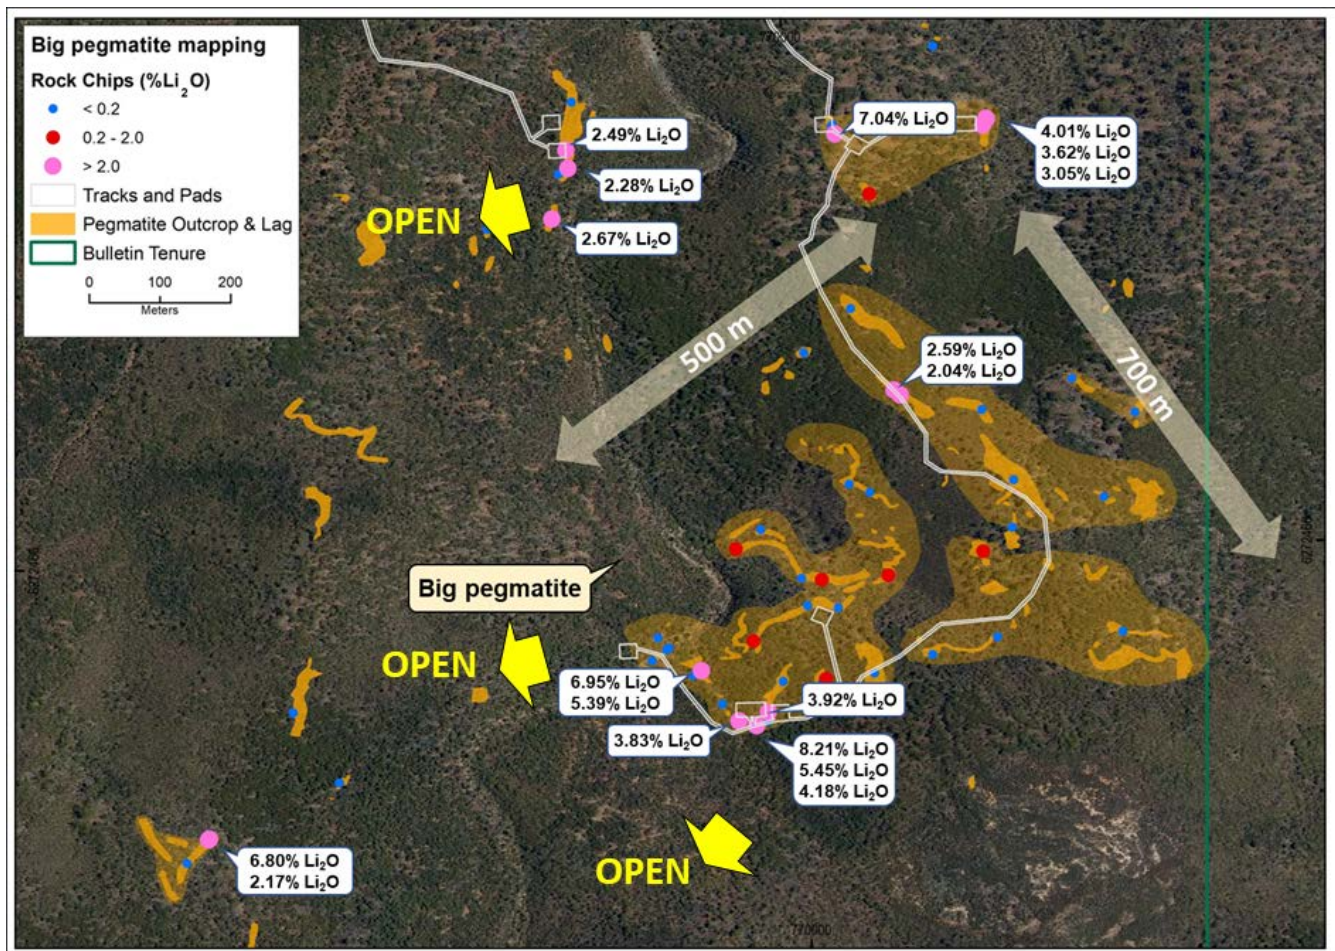 Big pegmatite mapping
Rock Chips (%Li₂O)
< 0.2
0.2 - 2.0
> 2.0
Tracks and Pads
Pegmatite Outcrop & Lag
Bulletin Tenure
0 100 200
Meters
2.49% Li₂O
2.28% Li₂O
OPEN
2.67% Li₂O
7.04% Li₂O
4.01% Li₂O
3.62% Li₂O
3.05% Li₂O
500 m
700 m
2.59% Li₂O
2.04% Li₂O
Big pegmatite
OPEN
6.95% Li₂O
5.39% Li₂O
3.92% Li₂O
3.83% Li₂O
8.21% Li₂O
5.45% Li₂O
4.18% Li₂O
6.80% Li₂O
2.17% Li₂O
OPEN
770000